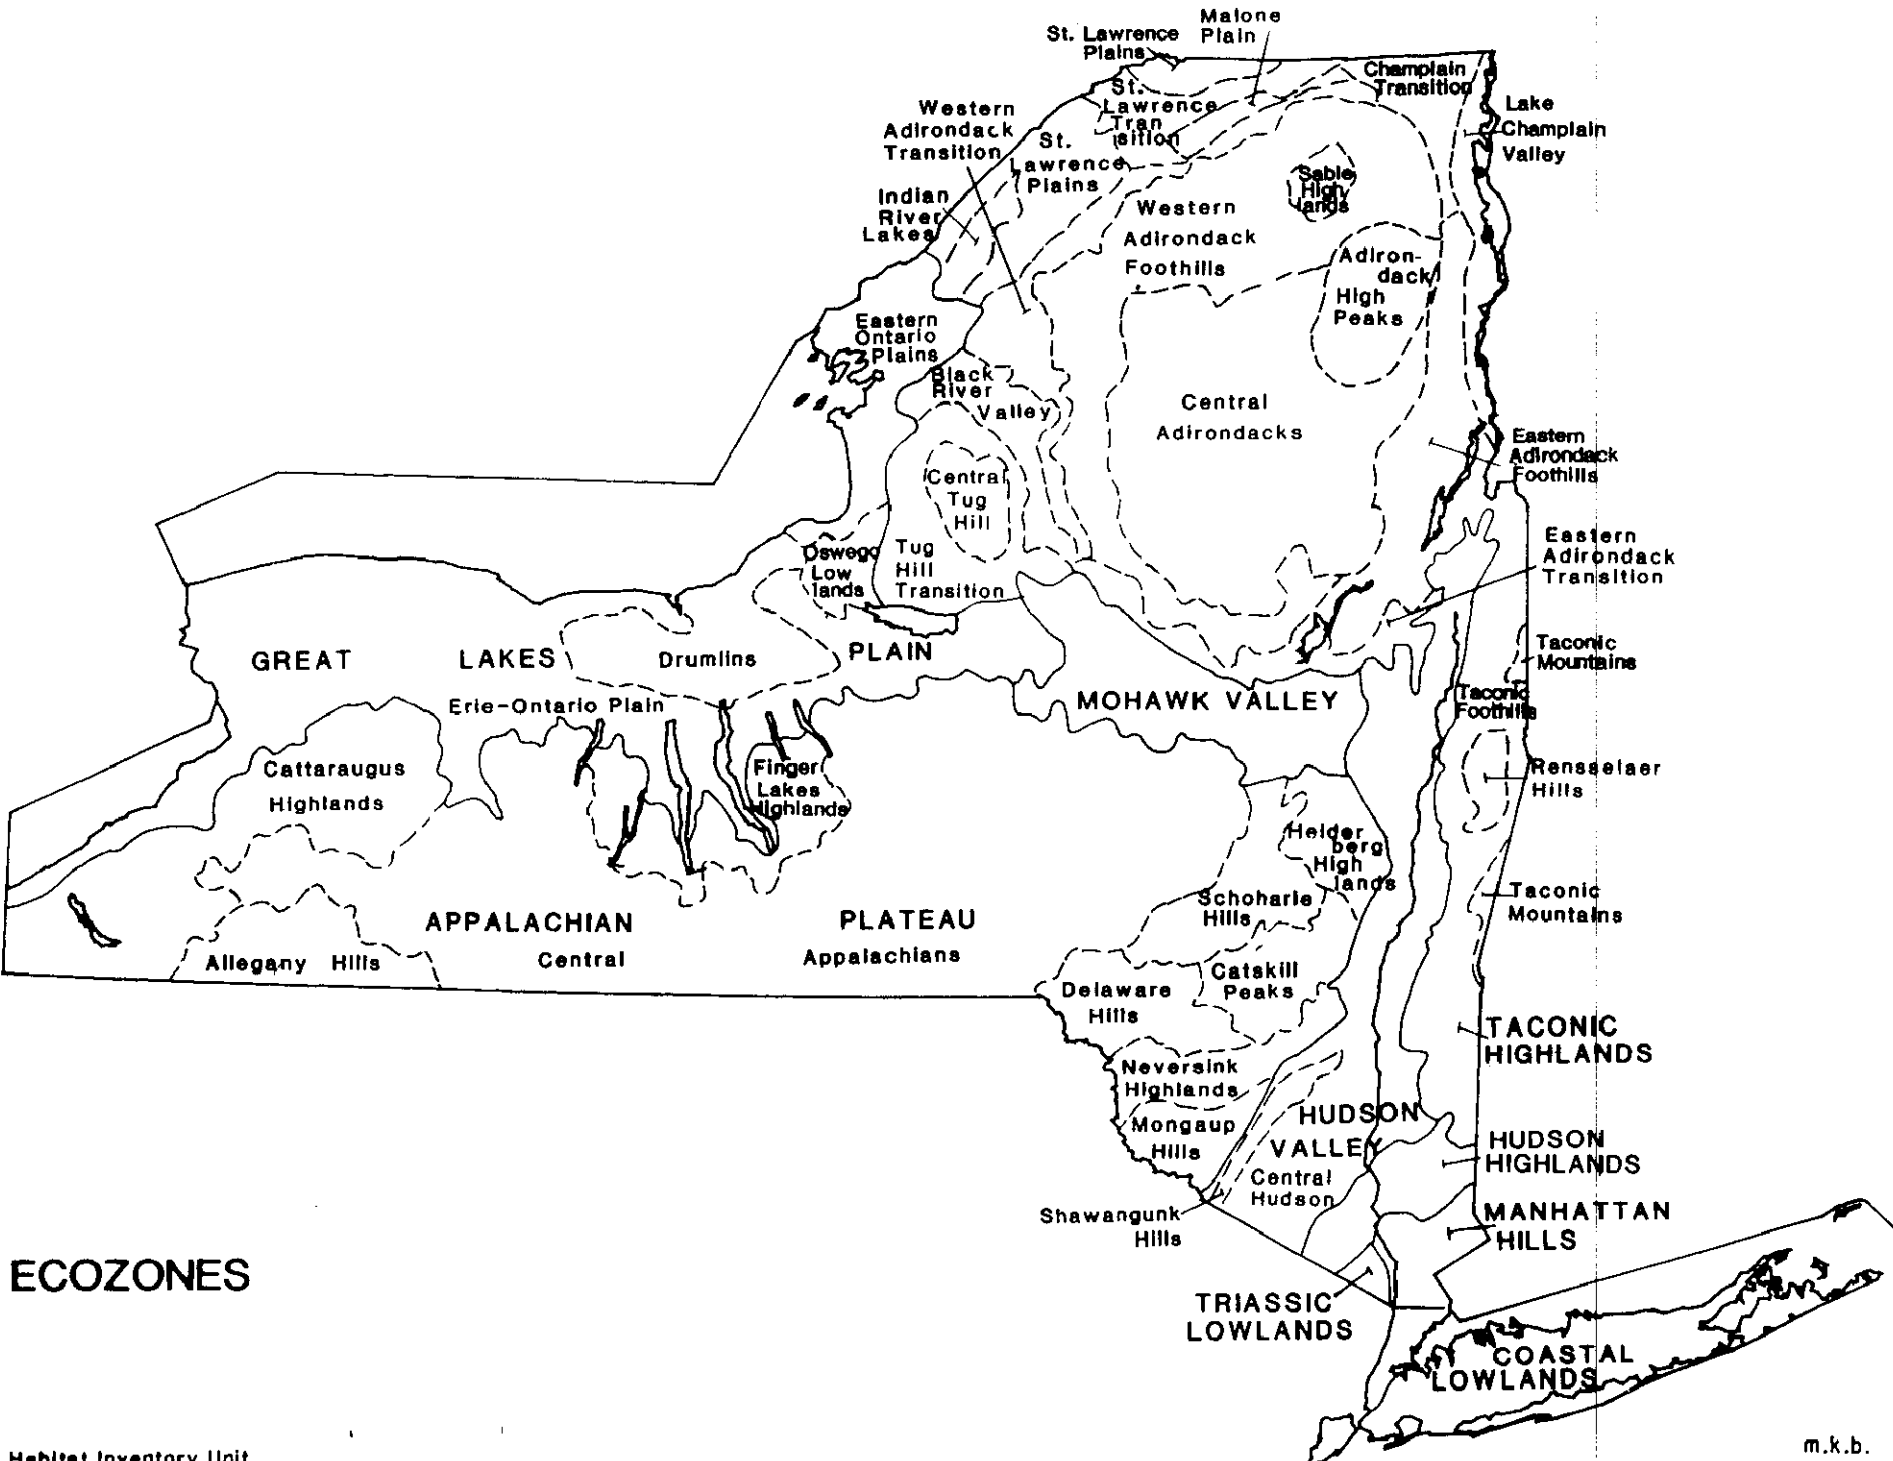 Malone
Plain
St. Lawrence
Plains
Champlain
Transition
St.
Lawrence
Tran
sition
Lake
Champlain
Valley
Western
Adirondack
Transition
St.
Lawrence
Plains
Sable
High
lands
Indian
River
Lakes
Western
Adirondack
Foothills
Adiron-
dack
High
Peaks
Eastern
Ontario
Plains
Black
River
Valley
Central
Adirondacks
Eastern
Adirondack
Foothills
Central
Tug
Hill
Eastern
Adirondack
Transition
Oswego
Low
lands
Tug
Hill
Transition
GREAT LAKES PLAIN
Drumlins
Taconic
Mountains
Erie-Ontario Plain
MOHAWK VALLEY
Taconic
Foothills
Cattaraugus
Highlands
Finger
Lakes
Highlands
Rensselaer
Hills
Helder
berg
High
lands
Schoharie
Hills
Taconic
Mountains
APPALACHIAN PLATEAU
Central Appalachians
Allegany Hills
Catskill
Peaks
Delaware
Hills
TACONIC
HIGHLANDS
Neversink
Highlands
Mongaup
Hills
HUDSON
VALLEY
Central
Hudson
HUDSON
HIGHLANDS
Shawangunk
Hills
MANHATTAN
HILLS
ECOZONES
TRIASSIC
LOWLANDS
COASTAL
LOWLANDS
Habitat Inventory Unit
m.k.b.